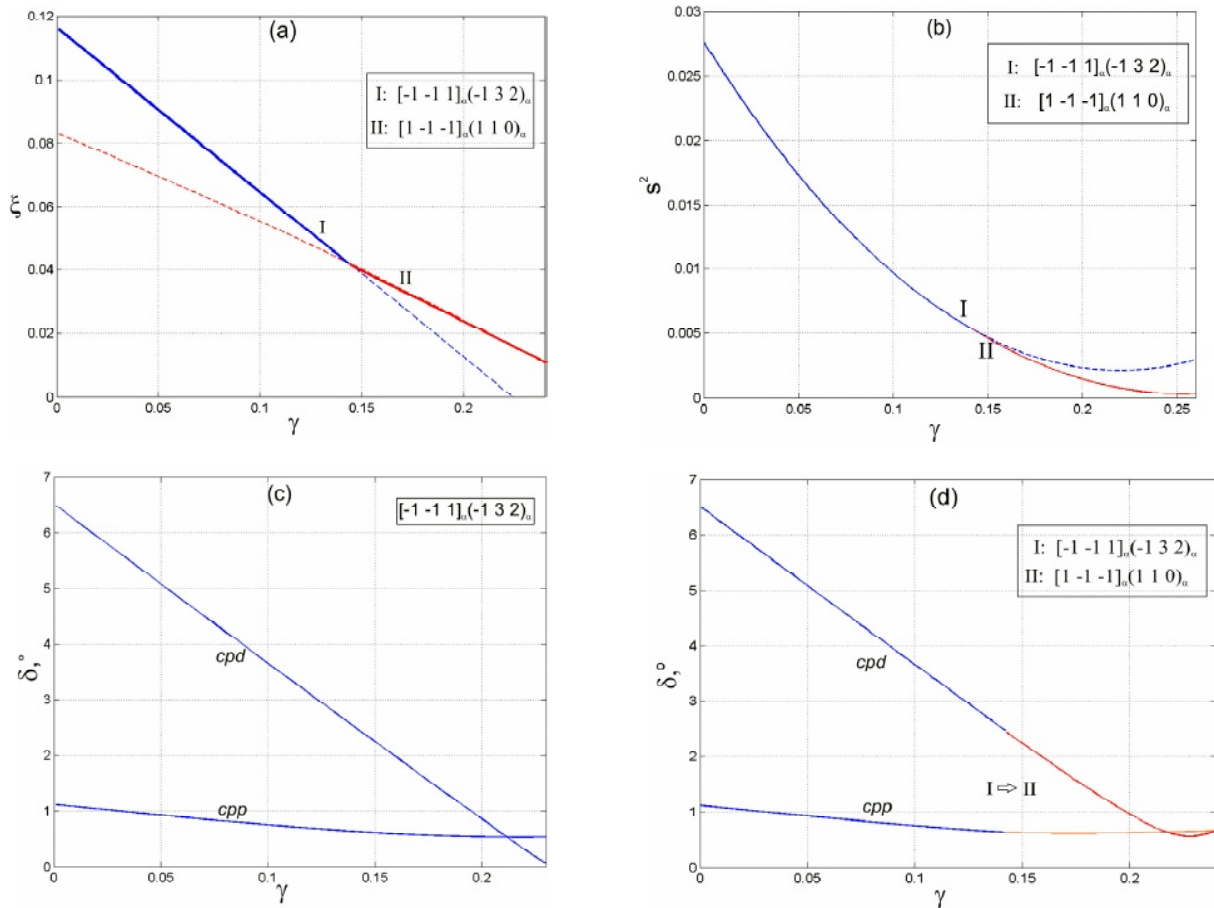 (a)
0.12
0.1
0.08
0.06
0.04
0.02
0
ξ
I: [-1 -1 1]α(-1 3 2)α
II: [1 -1 -1]α(1 1 0)α
I
II
0 0.05 0.1 0.15 0.2
γ
(b)
0.03
0.025
0.02
0.015
0.01
0.005
0
s²
I: [-1 -1 1]α(-1 3 2)α
II: [1 -1 -1]α(1 1 0)α
I
II
0 0.05 0.1 0.15 0.2 0.25
γ
(c)
7
6
5
4
3
2
1
0
δ,°
[-1 -1 1]α(-1 3 2)α
cpd
cpp
0 0.05 0.1 0.15 0.2
γ
(d)
7
6
5
4
3
2
1
0
δ,°
I: [-1 -1 1]α(-1 3 2)α
II: [1 -1 -1]α(1 1 0)α
cpd
I ⇨ II
cpp
0 0.05 0.1 0.15 0.2
γ